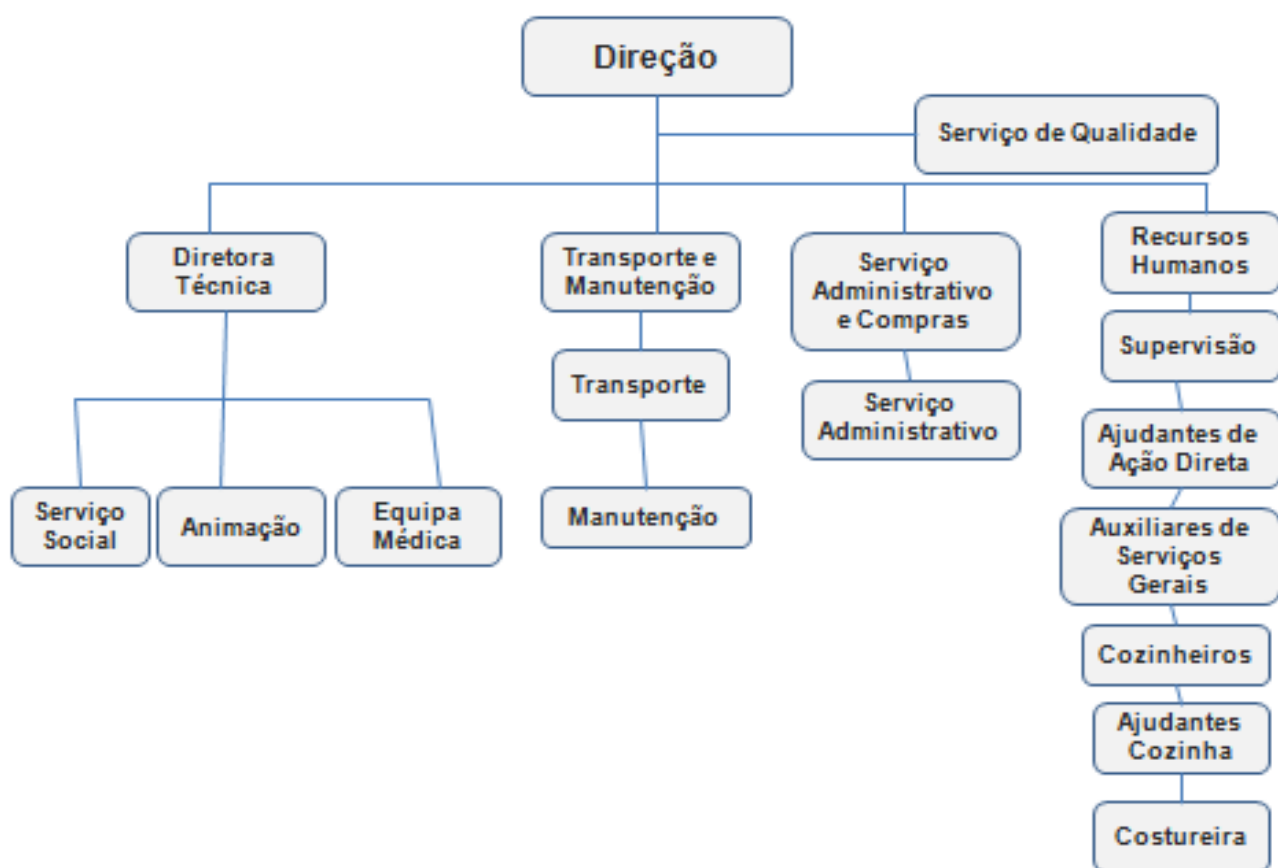 Direção
Serviço de Qualidade
Diretora
Técnica
Transporte e
Manutenção
Serviço
Administrativo
e Compras
Recursos
Humanos
Supervisão
Transporte
Serviço
Administrativo
Ajudantes de
Ação Direta
Serviço
Social
Animação
Equipa
Médica
Manutenção
Auxiliares de
Serviços
Gerais
Cozinheiros
Ajudantes
Cozinha
Costureira